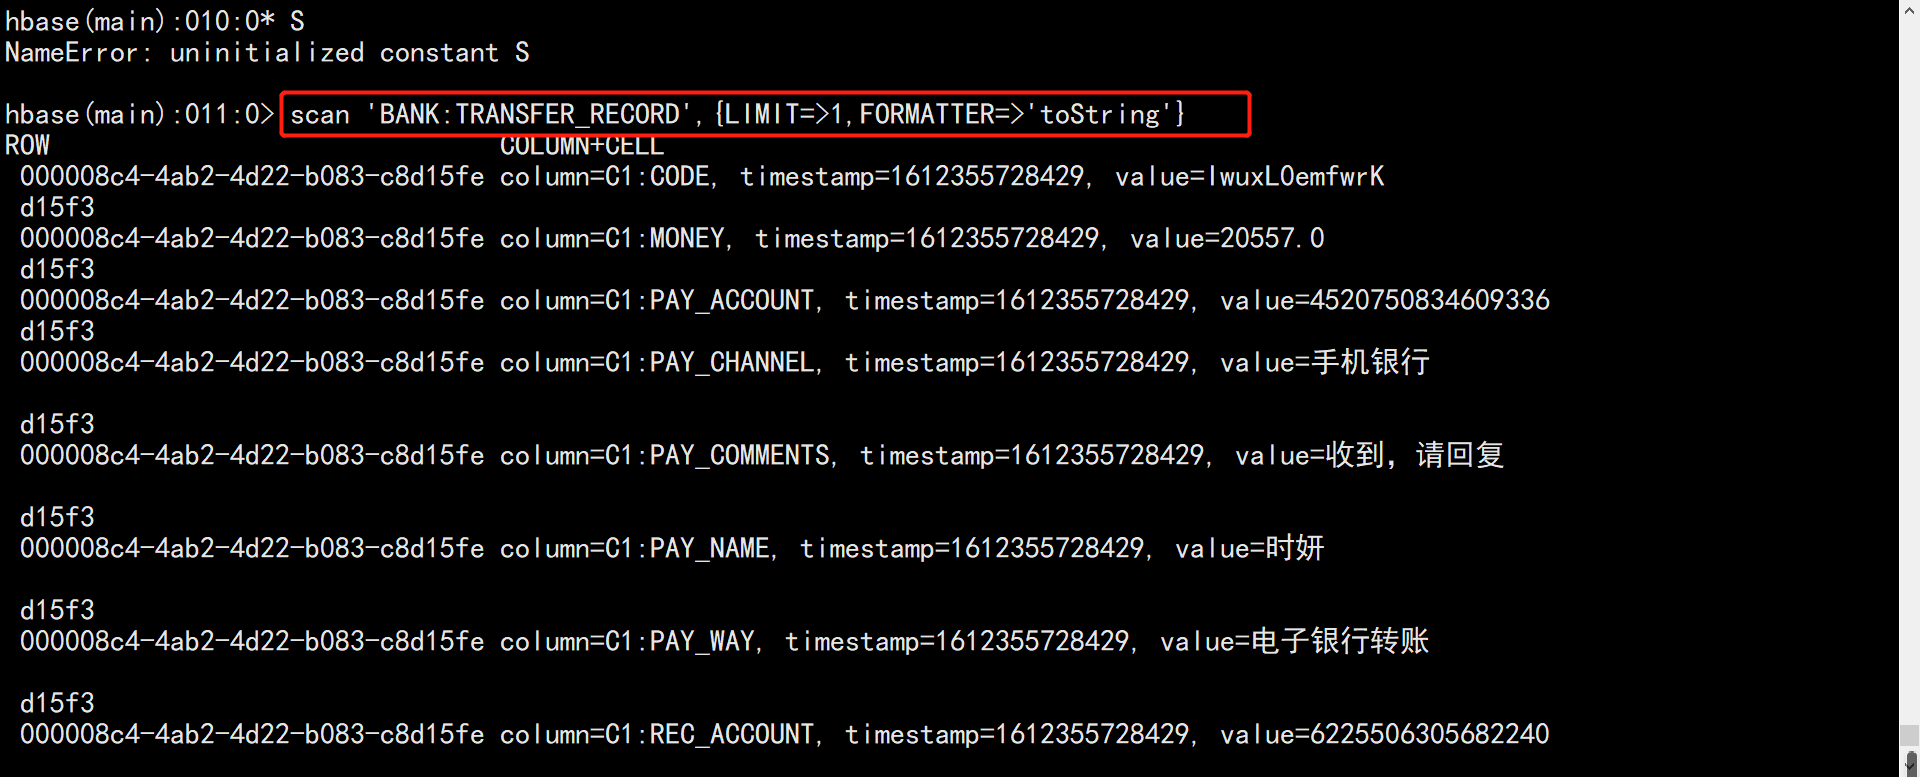 hbase(main):010:0* S
NameError: uninitialized constant S
hbase(main):011:0> scan 'BANK:TRANSFER_RECORD',{LIMIT=>1,FORMATTER=>'toString'}
ROW COLUMN+CELL
000008c4-4ab2-4d22-b083-c8d15fe column=C1:CODE, timestamp=1612355728429, value=lwuxL0emfwrK
d15f3
000008c4-4ab2-4d22-b083-c8d15fe column=C1:MONEY, timestamp=1612355728429, value=20557.0
d15f3
000008c4-4ab2-4d22-b083-c8d15fe column=C1:PAY_ACCOUNT, timestamp=1612355728429, value=4520750834609336
d15f3
000008c4-4ab2-4d22-b083-c8d15fe column=C1:PAY_CHANNEL, timestamp=1612355728429, value=手机银行
d15f3
000008c4-4ab2-4d22-b083-c8d15fe column=C1:PAY_COMMENTS, timestamp=1612355728429, value=收到，请回复
d15f3
000008c4-4ab2-4d22-b083-c8d15fe column=C1:PAY_NAME, timestamp=1612355728429, value=时妍
d15f3
000008c4-4ab2-4d22-b083-c8d15fe column=C1:PAY_WAY, timestamp=1612355728429, value=电子银行转账
d15f3
000008c4-4ab2-4d22-b083-c8d15fe column=C1:REC_ACCOUNT, timestamp=1612355728429, value=6225506305682240